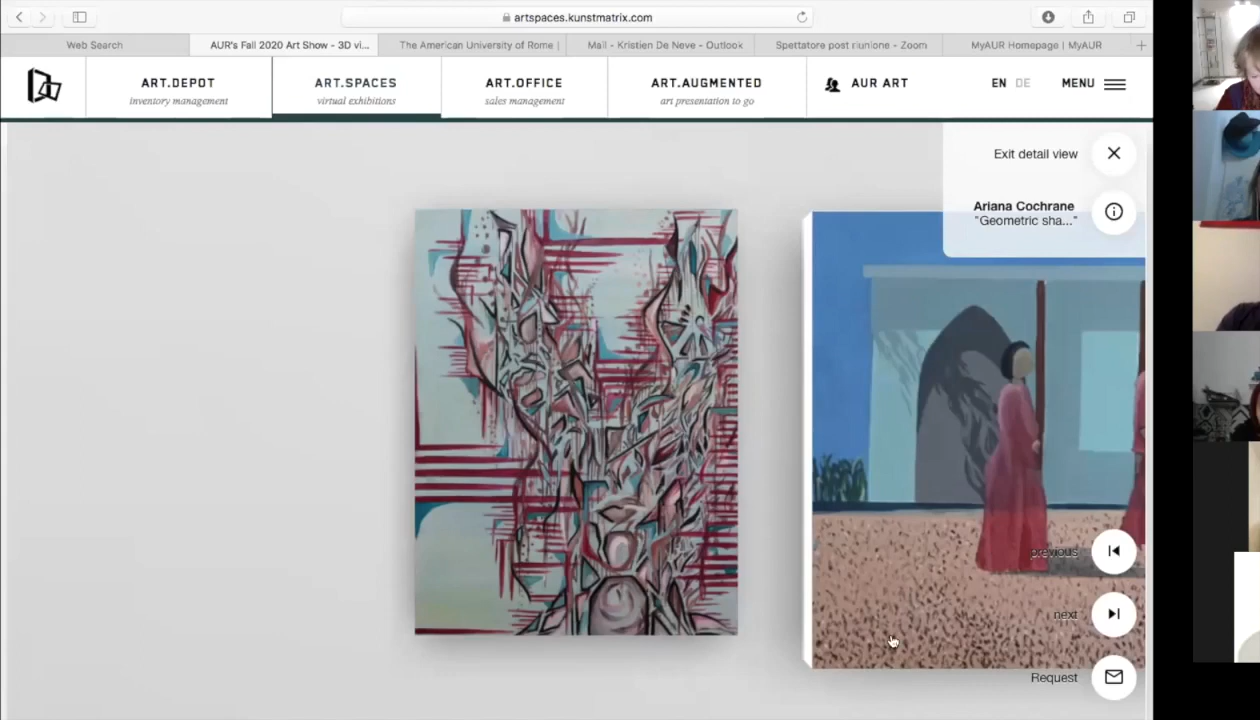 artspaces.kunstmatrix.com
Web Search
AUR's Fall 2020 Art Show - 3D vi...
The American University of Rome |
Mail - Kristien De Neve - Outlook
Spettatore post riunione - Zoom
MyAUR Homepage | MyAUR
ART.DEPOT
inventory management
ART.SPACES
virtual exhibitions
ART.OFFICE
sales management
ART.AUGMENTED
art presentation to go
AUR ART
EN DE
MENU
Exit detail view
Ariana Cochrane
"Geometric sha..."
previous
next
Request